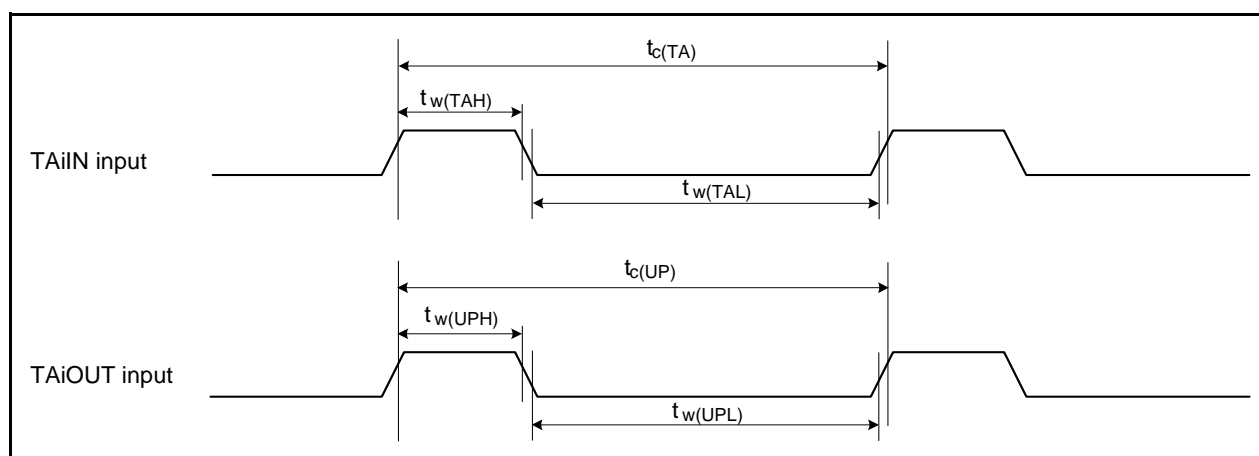 tc(TA)
tw(TAH)
TAiIN input
tw(TAL)
tc(UP)
tw(UPH)
TAiOUT input
tw(UPL)